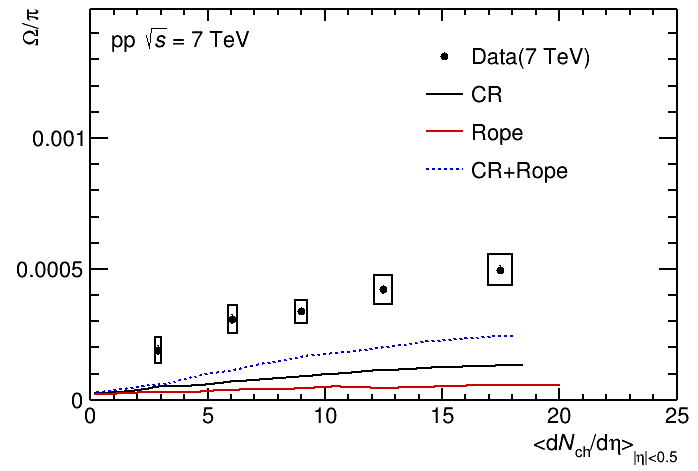 Ω/π
pp √s = 7 TeV
Data(7 TeV)
CR
Rope
CR+Rope
0.001
0.0005
0
0 5 10 15 20 25
<dNch/dη>|η|<0.5